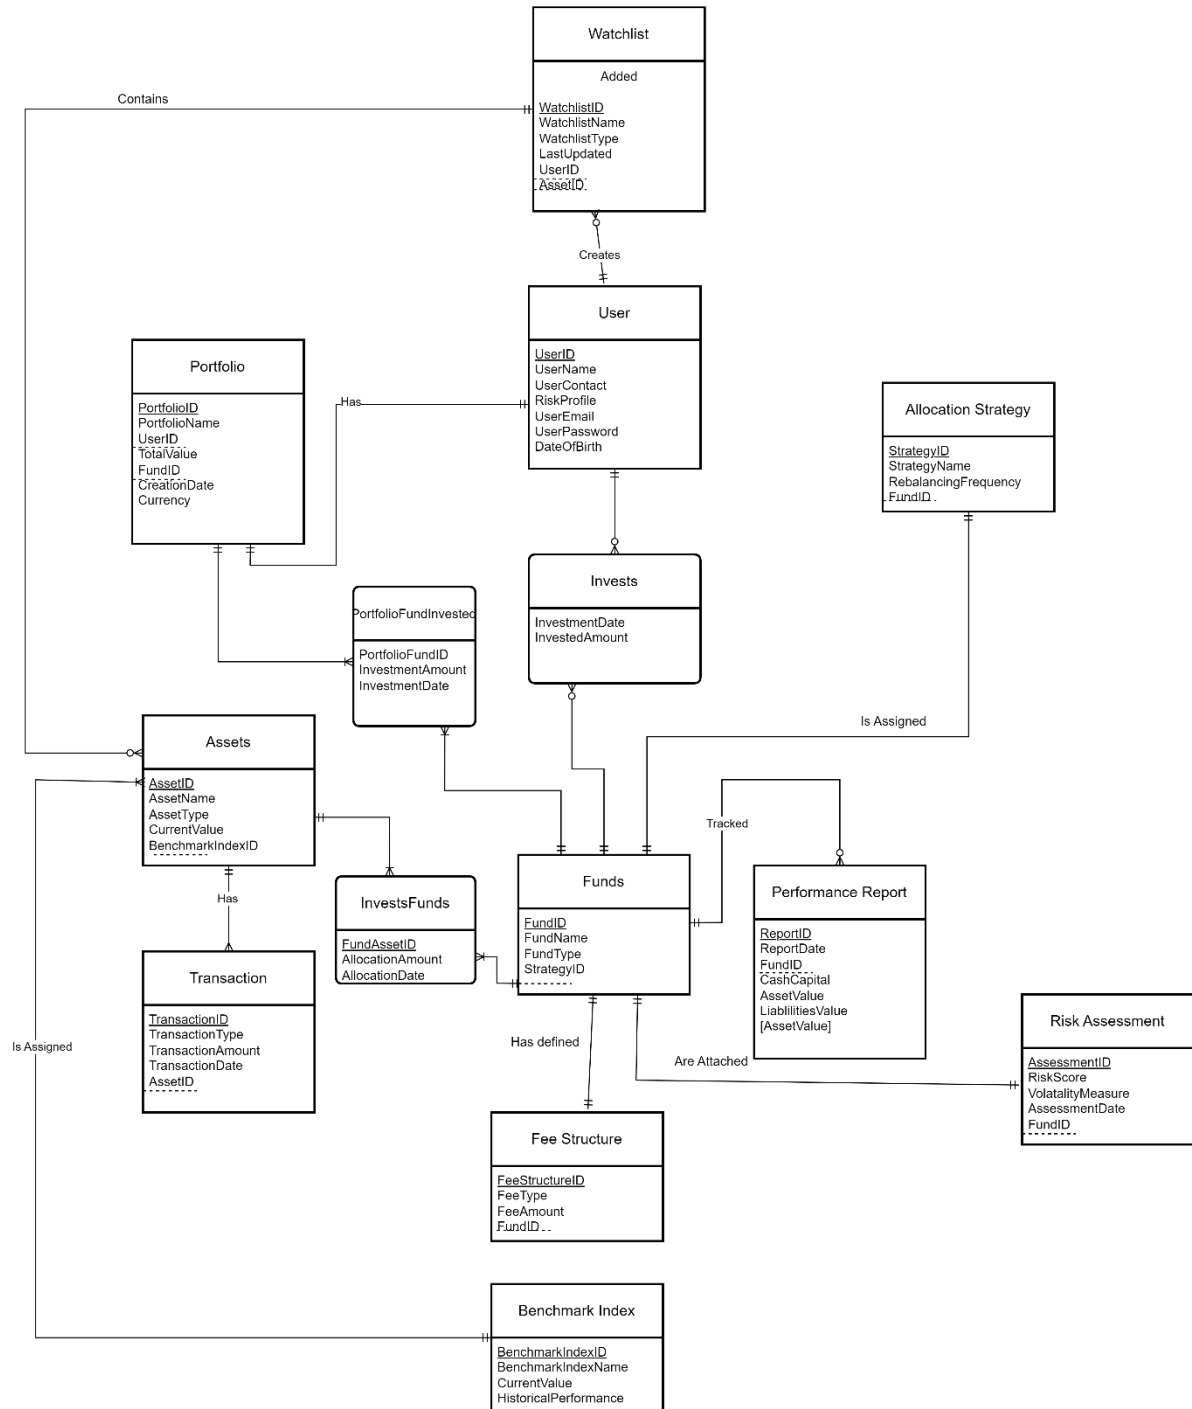 Watchlist
Added
WatchlistID
WatchlistName
WatchlistType
LastUpdated
UserID
AssetID
Contains
Creates
User
UserID
UserName
UserContact
RiskProfile
UserEmail
UserPassword
DateOfBirth
Has
Portfolio
PortfolioID
PortfolioName
UserID
TotalValue
FundID
CreationDate
Currency
Allocation Strategy
StrategyID
StrategyName
RebalancingFrequency
FundID
Invests
InvestmentDate
InvestedAmount
PortfolioFundInvested
PortfolioFundID
InvestmentAmount
InvestmentDate
Is Assigned
Assets
AssetID
AssetName
AssetType
CurrentValue
BenchmarkIndexID
Has
Tracked
InvestsFunds
FundAssetID
AllocationAmount
AllocationDate
Funds
FundID
FundName
FundType
StrategyID
Performance Report
ReportID
ReportDate
FundID
CashCapital
AssetValue
LiablilitiesValue
[AssetValue]
Transaction
TransactionID
TransactionType
TransactionAmount
TransactionDate
AssetID
Is Assigned
Has defined
Are Attached
Risk Assessment
AssessmentID
RiskScore
VolatalityMeasure
AssessmentDate
FundID
Fee Structure
FeeStructureID
FeeType
FeeAmount
FundID
Benchmark Index
BenchmarkIndexID
BenchmarkIndexName
CurrentValue
HistoricalPerformance